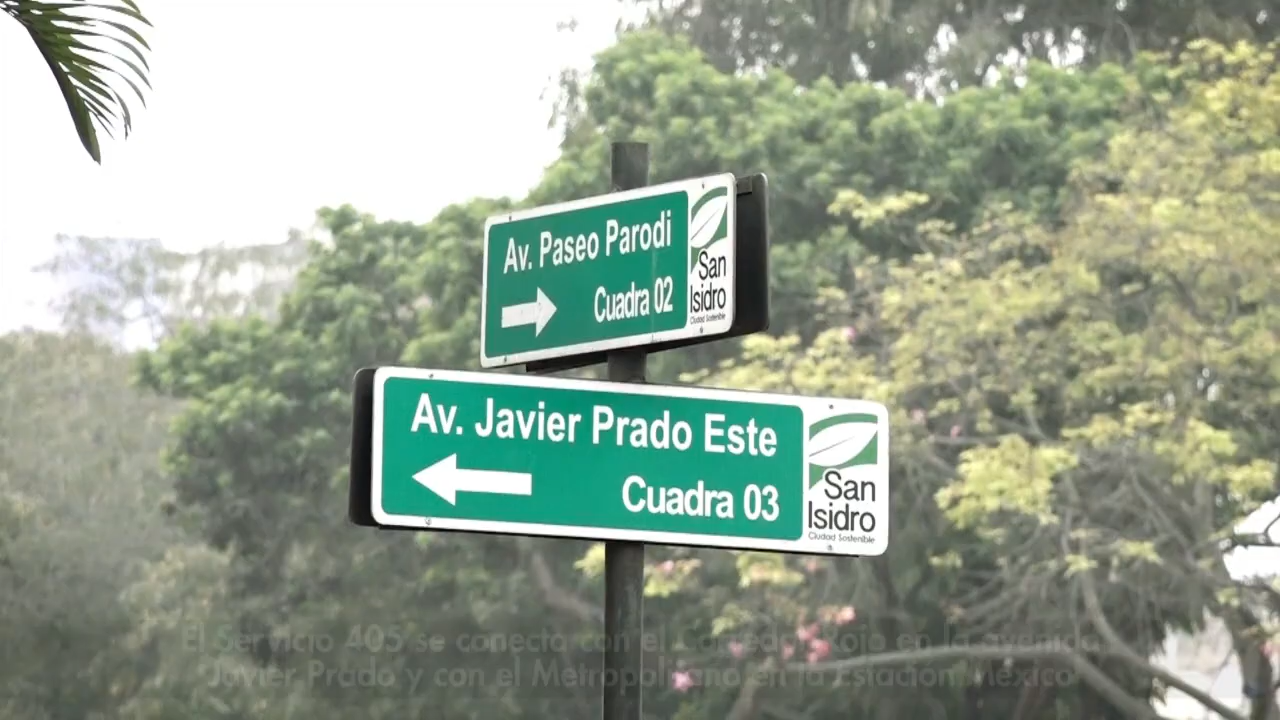 Av. Paseo Parodi
Cuadra 02
San
Isidro
Ciudad Sostenible
Av. Javier Prado Este
Cuadra 03
San
Isidro
Ciudad Sostenible
El Servicio 405 se conecta con el Corredor Rojo en la avenida
Javier Prado y con el Metropolitano en la Estación México